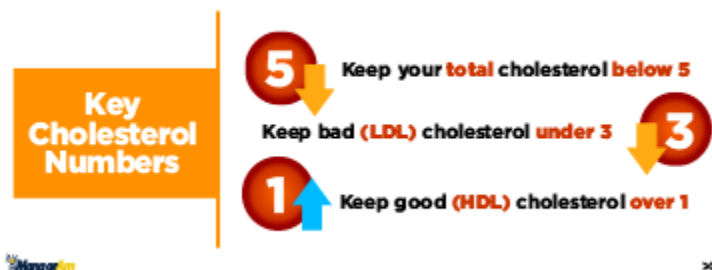 5
Keep your total cholesterol below 5
Key
Cholesterol
Numbers
Keep bad (LDL) cholesterol under 3
3
1
Keep good (HDL) cholesterol over 1